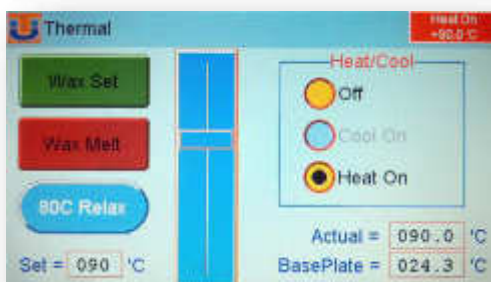 Thermal
Heat On
+90.0 °C
Wax Set
Wax Melt
80C Relax
Set = 090 °C
Heat/Cool
Off
Cool On
Heat On
Actual = 090.0 °C
BasePlate = 024.3 °C